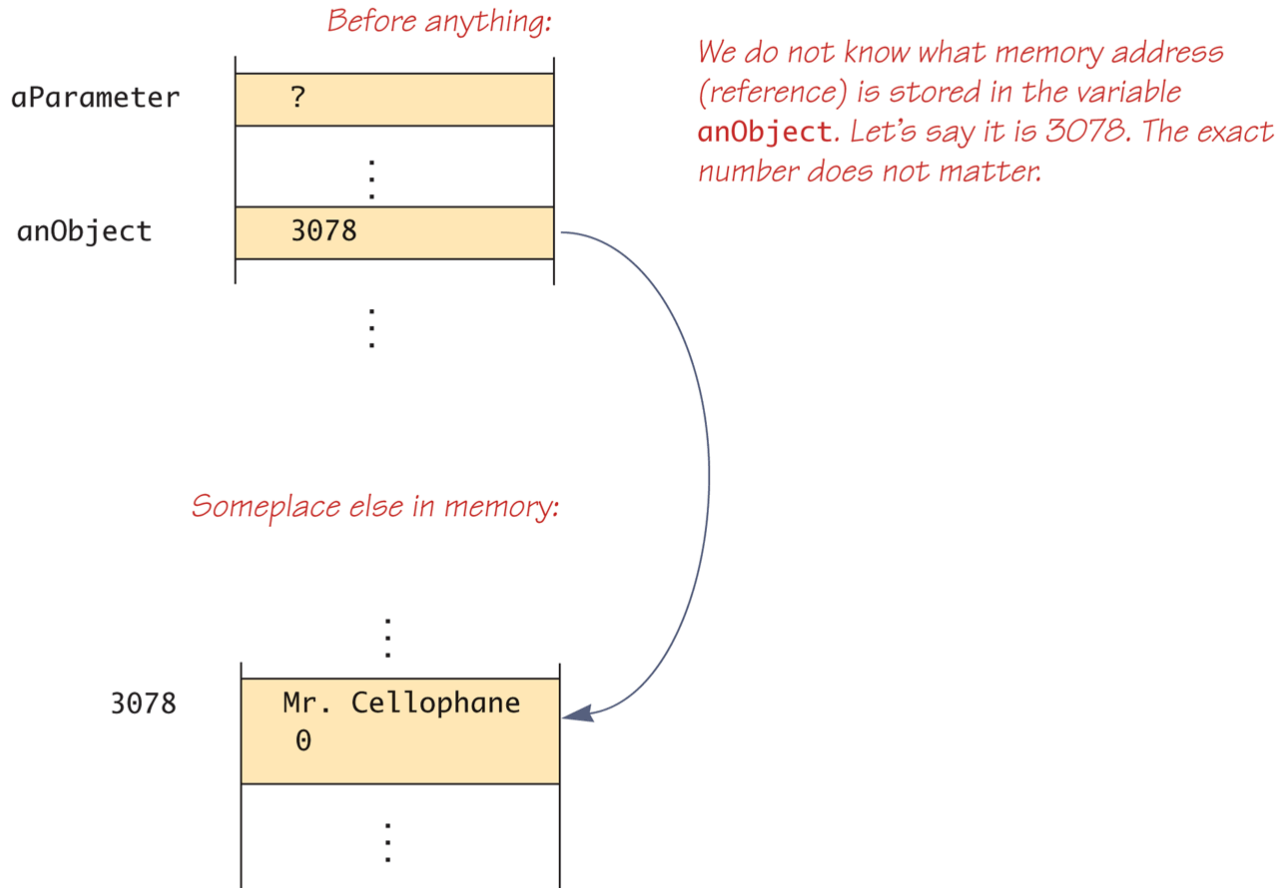 Before anything:
We do not know what memory address
(reference) is stored in the variable
anObject. Let's say it is 3078. The exact
number does not matter.
aParameter ?
anObject 3078
Someplace else in memory:
3078 Mr. Cellophane
0